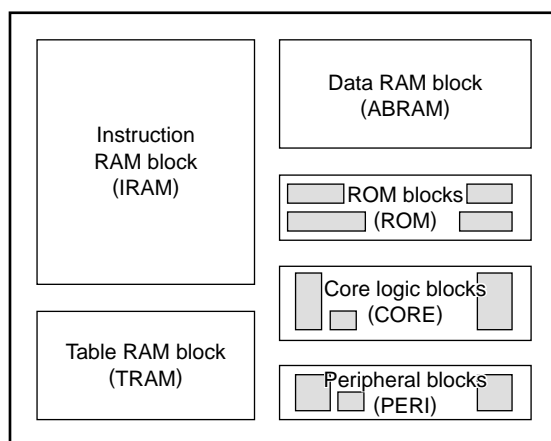 Instruction
RAM block
(IRAM)
Table RAM block
(TRAM)
Data RAM block
(ABRAM)
ROM blocks
(ROM)
Core logic blocks
(CORE)
Peripheral blocks
(PERI)